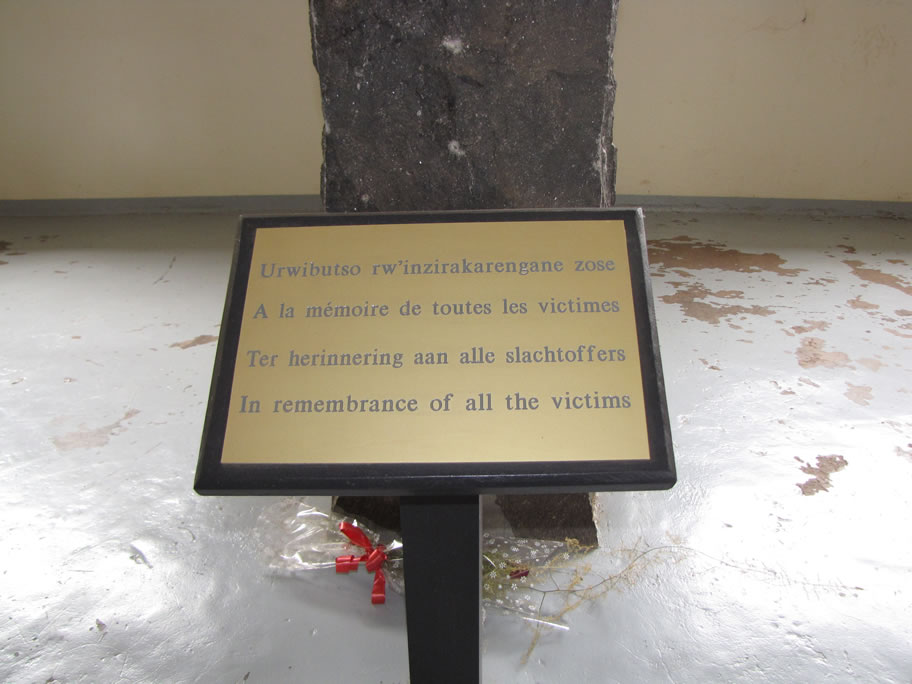 Urwibutso rw'inzirakarengane zose
A la mémoire de toutes les victimes
Ter herinnering aan alle slachtoffers
In remembrance of all the victims